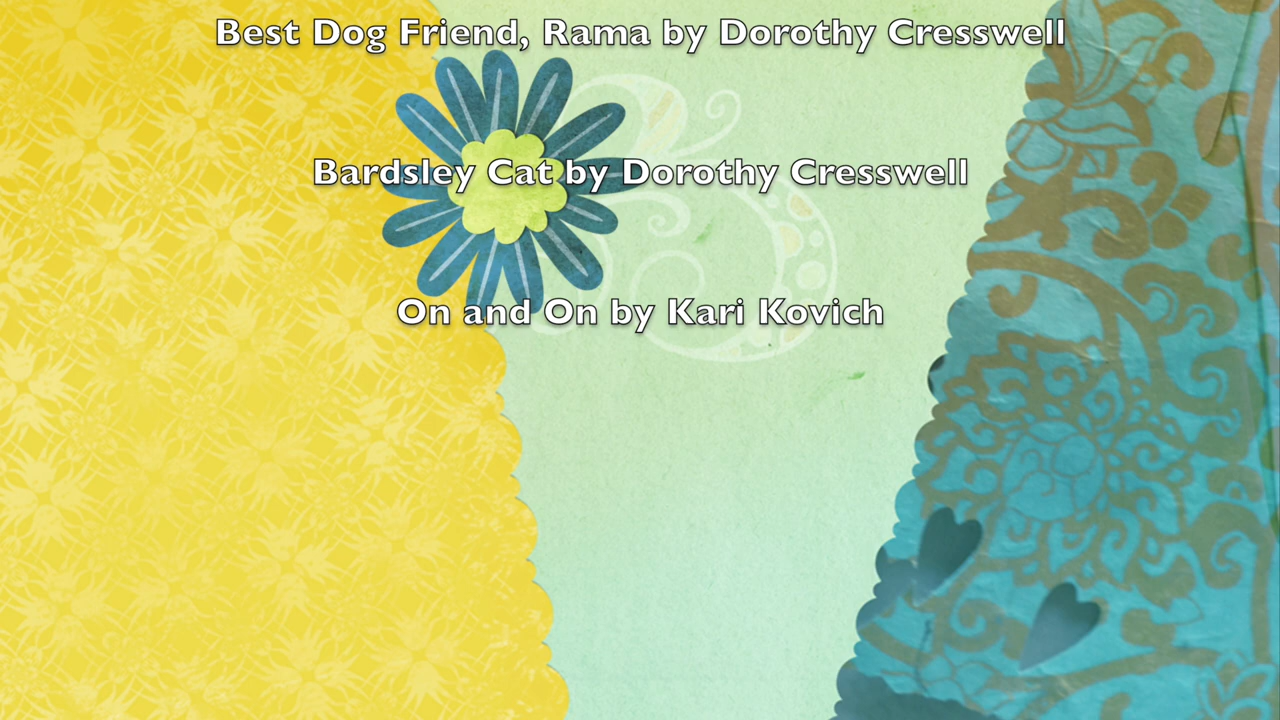 Best Dog Friend, Rama by Dorothy Cresswell
Bardsley Cat by Dorothy Cresswell
On and On by Kari Kovich